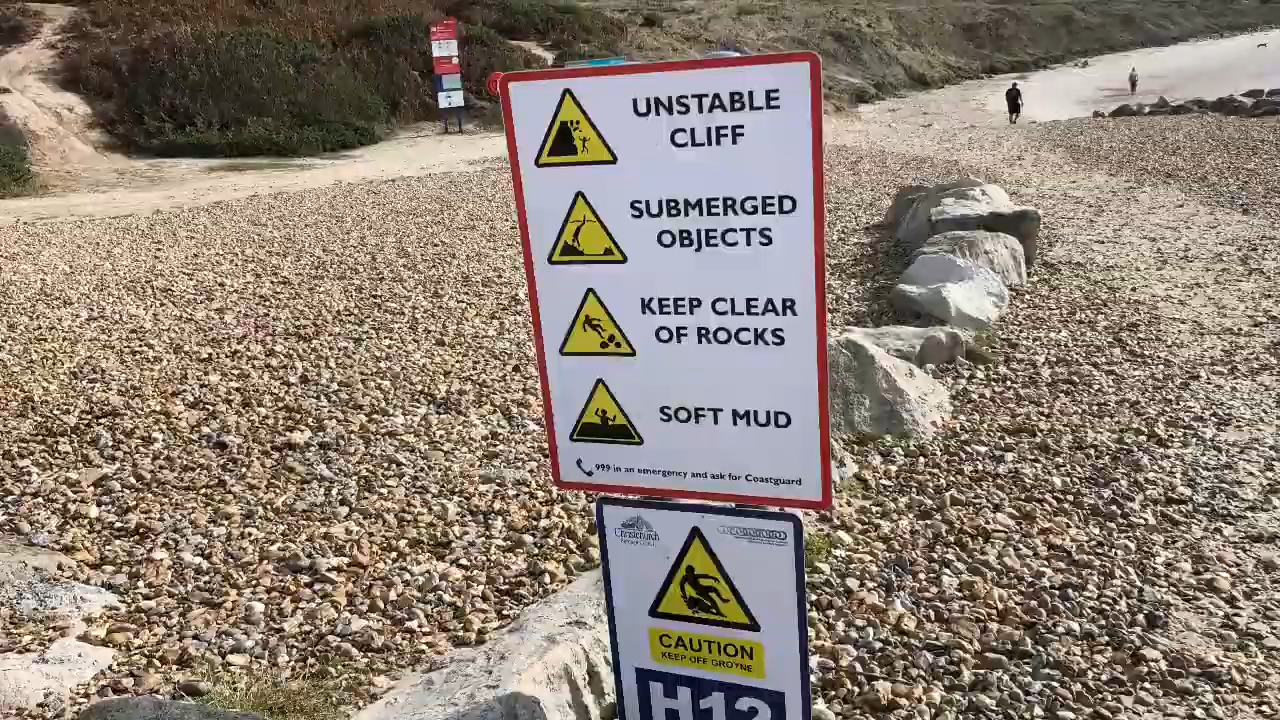 UNSTABLE
CLIFF
SUBMERGED
OBJECTS
KEEP CLEAR
OF ROCKS
SOFT MUD
999 in an emergency and ask for Coastguard
Christchurch
CAUTION
KEEP OFF GROYNE
H12